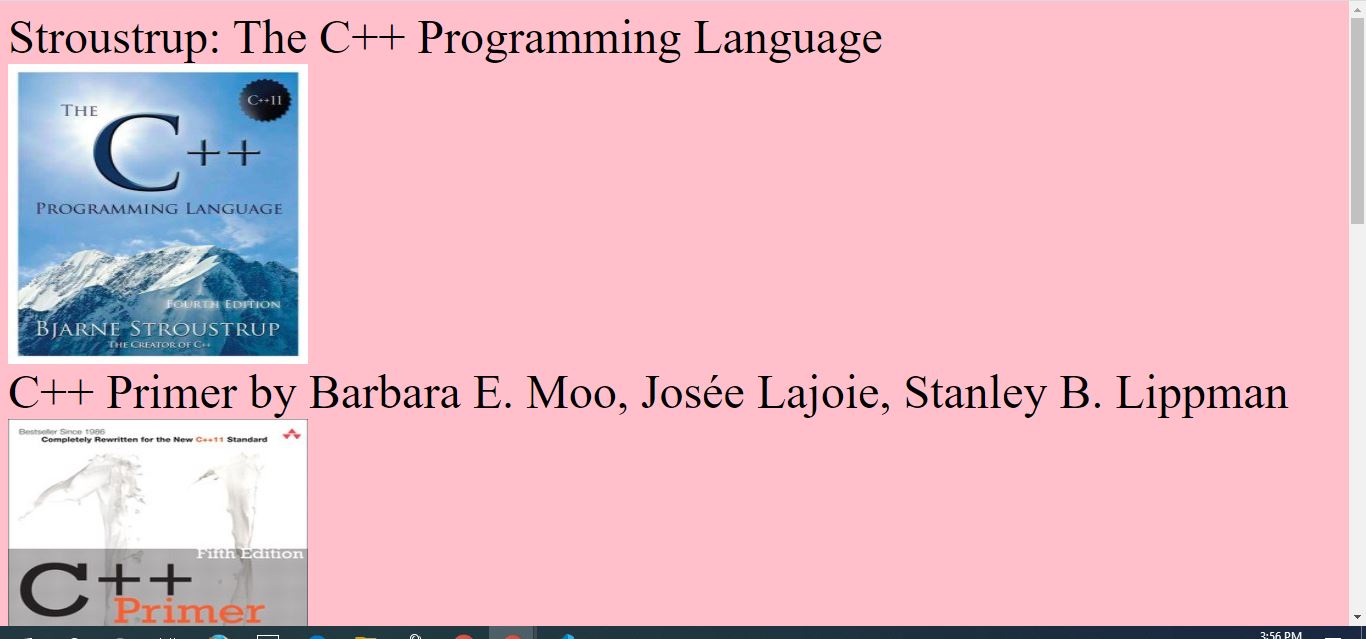 Stroustrup: The C++ Programming Language
C++11
THE
C++
PROGRAMMING LANGUAGE
FOURTH EDITION
BJARNE STROUSTRUP
THE CREATOR OF C++
C++ Primer by Barbara E. Moo, Josée Lajoie, Stanley B. Lippman
Bestseller Since 1986
Completely Rewritten for the New C++11 Standard
Fifth Edition
C++
Primer
3:56 PM